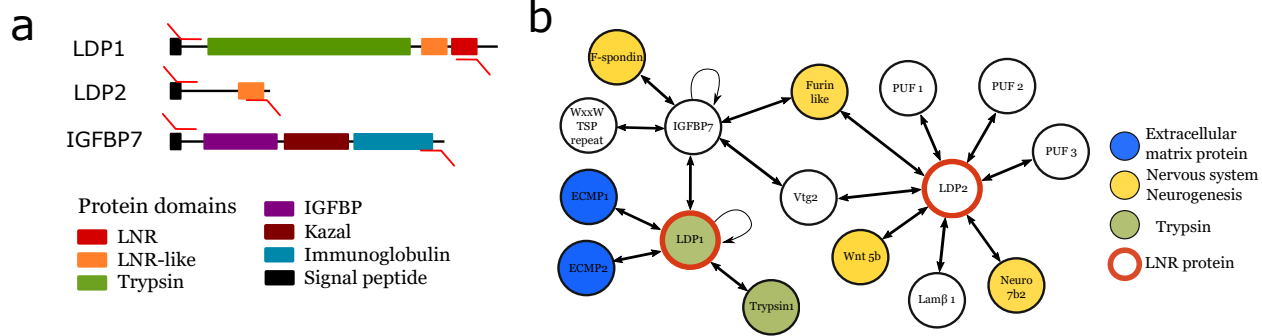 a
LDP1
LDP2
IGFBP7
Protein domains
LNR
LNR-like
Trypsin
IGFBP
Kazal
Immunoglobulin
Signal peptide
b
F-spondin
WxxW
TSP
repeat
IGFBP7
Furin
like
PUF 1
PUF 2
PUF 3
ECMP1
ECMP2
LDP1
Trypsin1
Vtg2
LDP2
Wnt 5b
Lamβ 1
Neuro
7b2
Extracellular
matrix protein
Nervous system
Neurogenesis
Trypsin
LNR protein